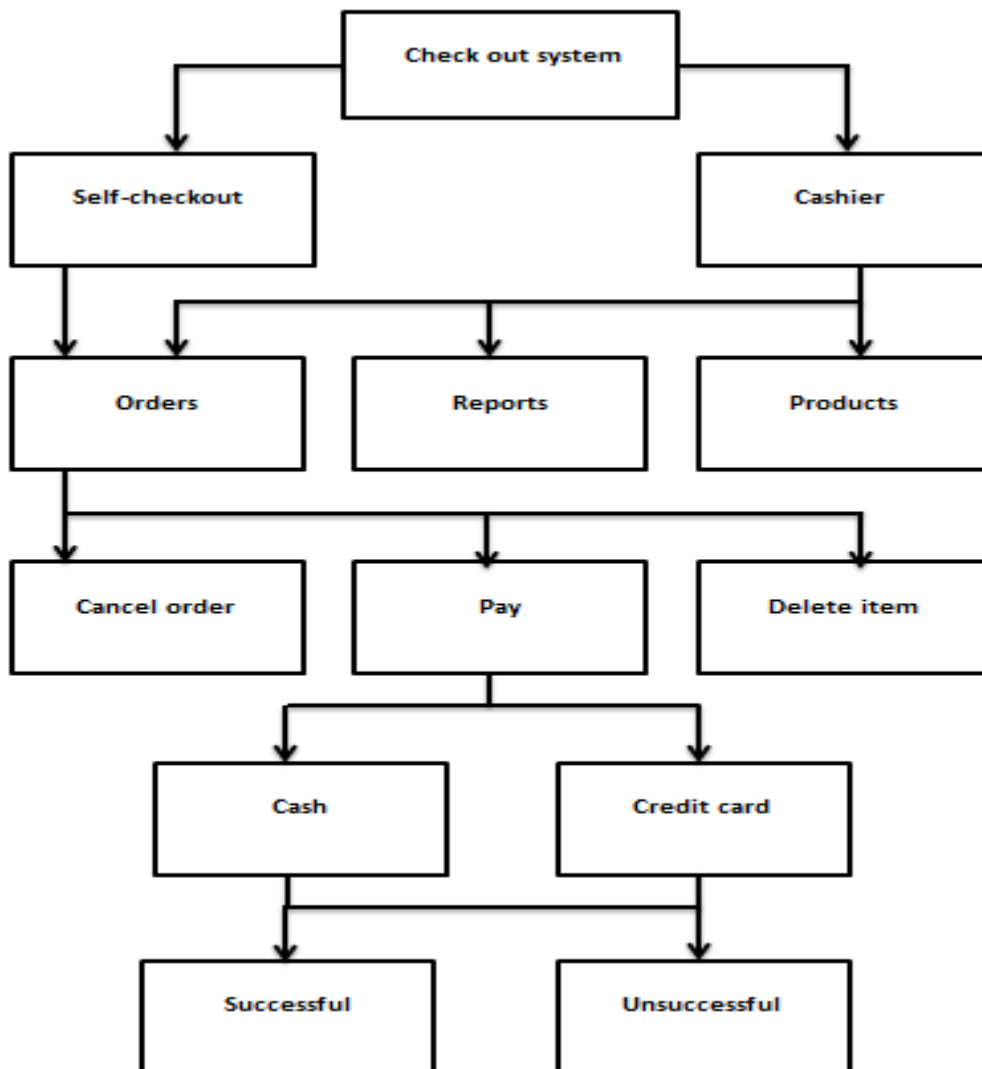 Check out system
Self-checkout
Cashier
Orders
Reports
Products
Cancel order
Pay
Delete item
Cash
Credit card
Successful
Unsuccessful